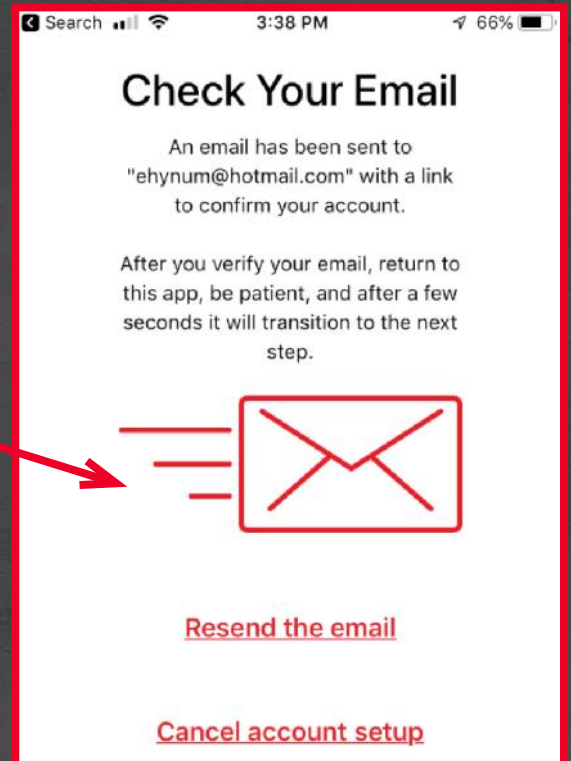 Search 3:38 PM 66%
Check Your Email
An email has been sent to
"ehynum@hotmail.com" with a link
to confirm your account.
After you verify your email, return to
this app, be patient, and after a few
seconds it will transition to the next
step.
Resend the email
Cancel account setup